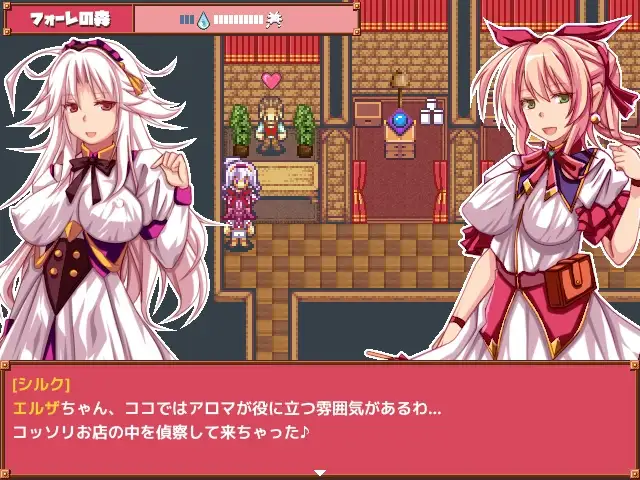 フォーレの森
[シルク]
エルザちゃん、ココではアロマが役に立つ雰囲気があるわ…
コッソリお店の中を偵察して来ちゃった♪